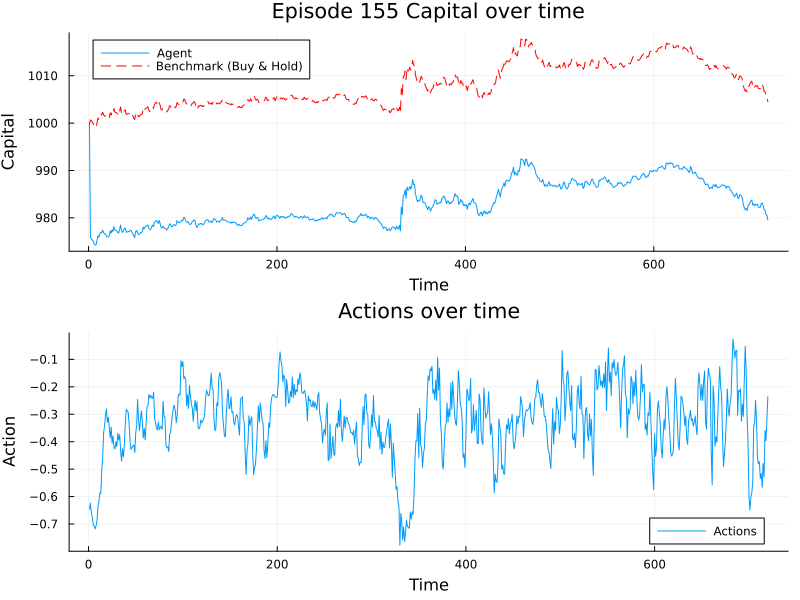 Episode 155 Capital over time
Agent
Benchmark (Buy & Hold)
1010
1000
990
980
Capital
0
200
400
600
Time
Actions over time
−0.1
−0.2
−0.3
−0.4
−0.5
−0.6
−0.7
Action
Actions
0
200
400
600
Time